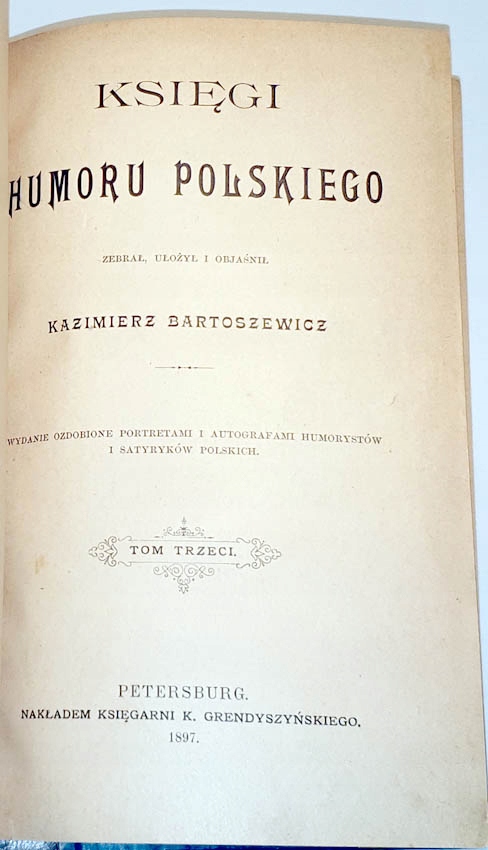 KSIĘGI
HUMORU POLSKIEGO
ZEBRAŁ, UŁOŻYŁ I OBJAŚNIŁ
KAZIMIERZ BARTOSZEWICZ
WYDANIE OZDOBIONE PORTRETAMI I AUTOGRAFAMI HUMORYSTÓW
I SATYRYKÓW POLSKICH.
TOM TRZECI.
PETERSBURG.
NAKŁADEM KSIĘGARNI K. GRENDYSZYŃSKIEGO.
1897.